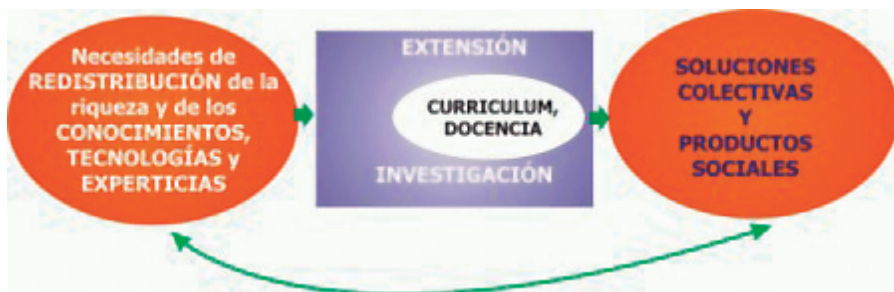 Necesidades de
REDISTRIBUCIÓN de la
riqueza y de los
CONOCIMIENTOS,
TECNOLOGÍAS y
EXPERTICIAS
EXTENSIÓN
CURRICULUM,
DOCENCIA
INVESTIGACIÓN
SOLUCIONES
COLECTIVAS
Y
PRODUCTOS
SOCIALES